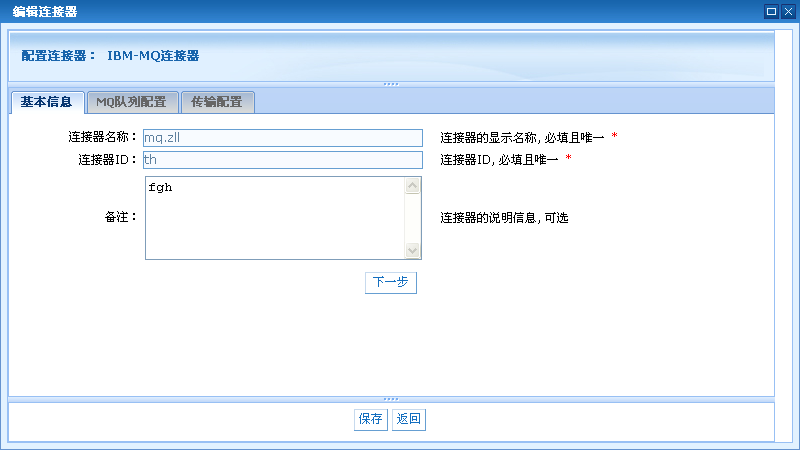 编辑连接器
配置连接器： IBM-MQ连接器
基本信息 MQ队列配置 传输配置
连接器名称： mq.zll 连接器的显示名称, 必填且唯一 *
连接器ID： th 连接器ID, 必填且唯一 *
fgh
备注： 连接器的说明信息, 可选
下一步
保存 返回